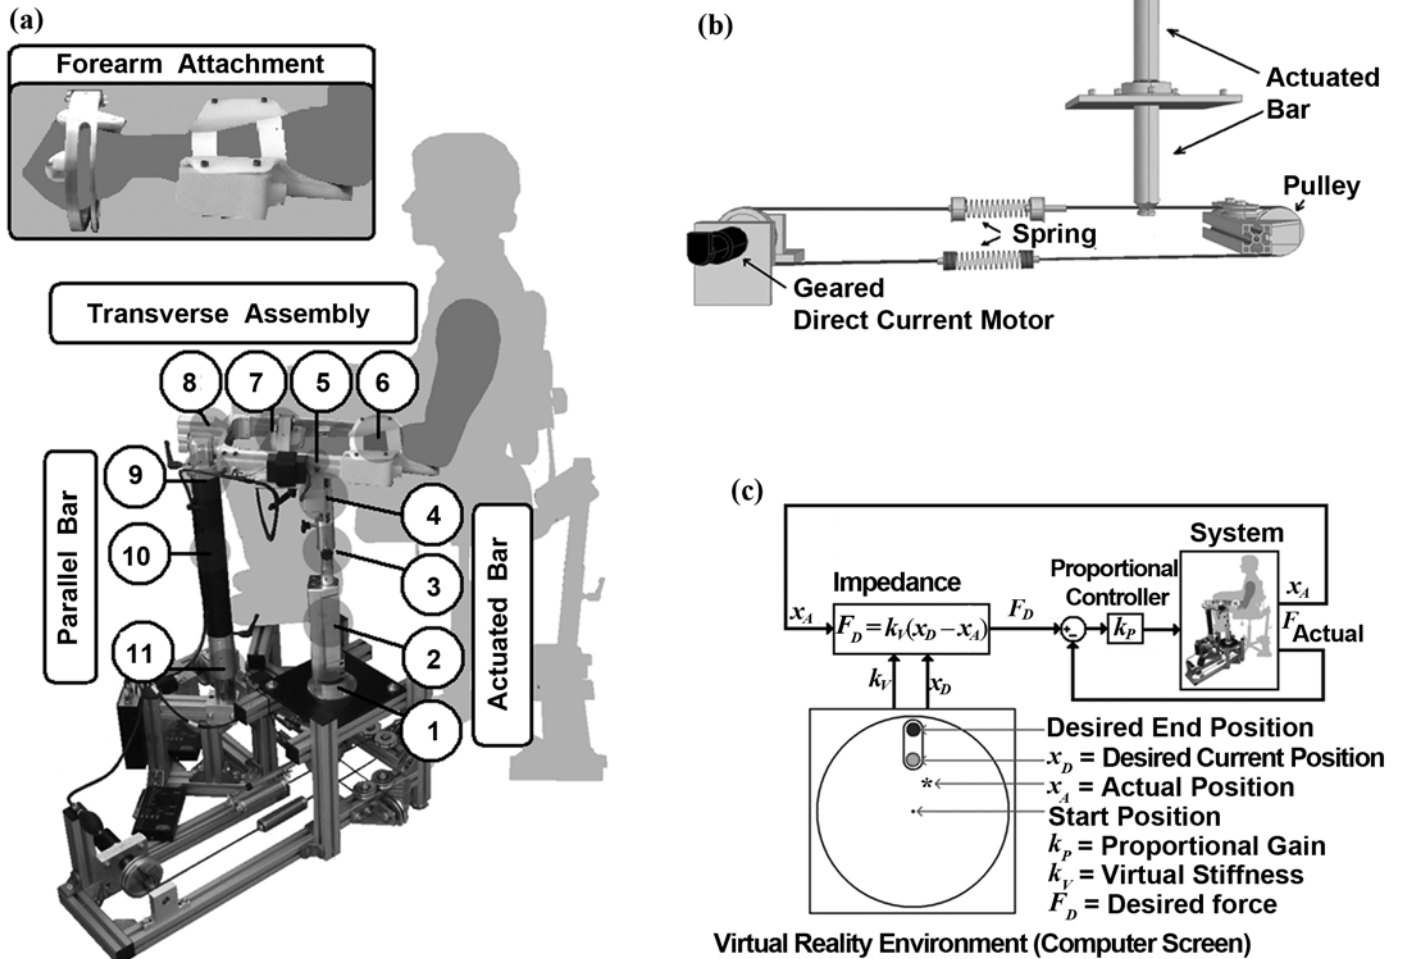 (a)
Forearm Attachment
Transverse Assembly
8
7
5
6
Parallel Bar
9
10
11
4
3
2
1
Actuated Bar
(b)
Actuated
Bar
Pulley
Spring
Geared
Direct Current Motor
(c)
System
Impedance
Proportional
Controller
x_A
F_D = k_V(x_D – x_A)
F_D
+
–
k_P
x_A
F_Actual
k_V
x_D
Desired End Position
x_D = Desired Current Position
*
x_A = Actual Position
Start Position
k_P = Proportional Gain
k_V = Virtual Stiffness
F_D = Desired force
Virtual Reality Environment (Computer Screen)